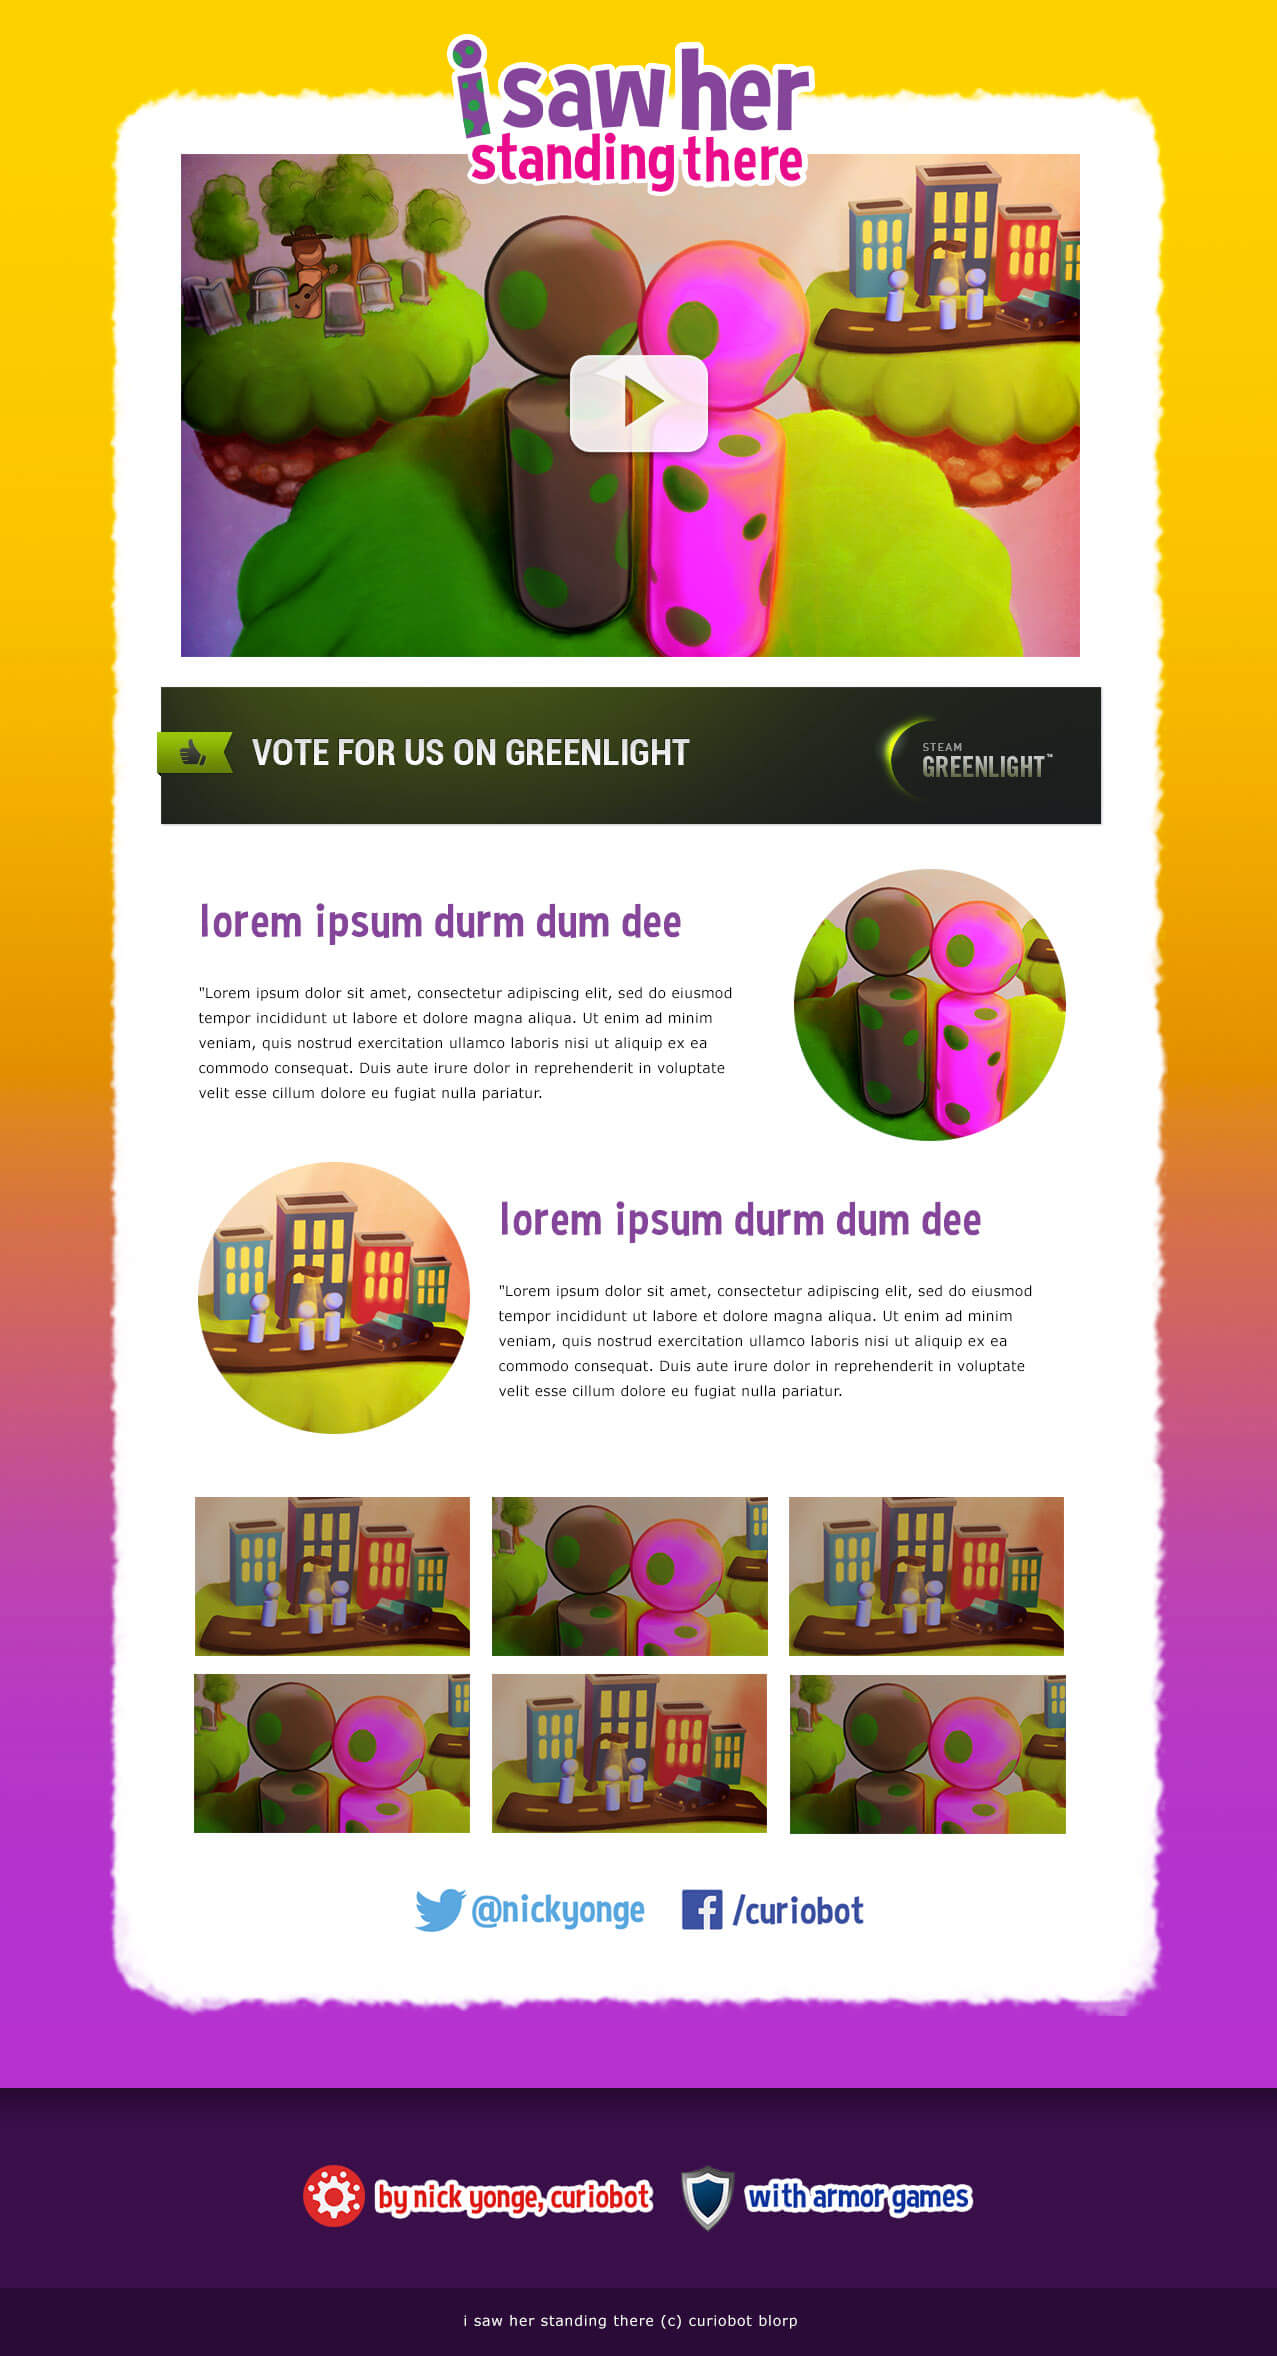 i saw her
standing there
VOTE FOR US ON GREENLIGHT
STEAM
GREENLIGHT™
lorem ipsum durm dum dee
"Lorem ipsum dolor sit amet, consectetur adipiscing elit, sed do eiusmod
tempor incididunt ut labore et dolore magna aliqua. Ut enim ad minim
veniam, quis nostrud exercitation ullamco laboris nisi ut aliquip ex ea
commodo consequat. Duis aute irure dolor in reprehenderit in voluptate
velit esse cillum dolore eu fugiat nulla pariatur.
lorem ipsum durm dum dee
"Lorem ipsum dolor sit amet, consectetur adipiscing elit, sed do eiusmod
tempor incididunt ut labore et dolore magna aliqua. Ut enim ad minim
veniam, quis nostrud exercitation ullamco laboris nisi ut aliquip ex ea
commodo consequat. Duis aute irure dolor in reprehenderit in voluptate
velit esse cillum dolore eu fugiat nulla pariatur.
@nickyonge
/curiobot
by nick yonge, curiobot
with armor games
i saw her standing there (c) curiobot blorp